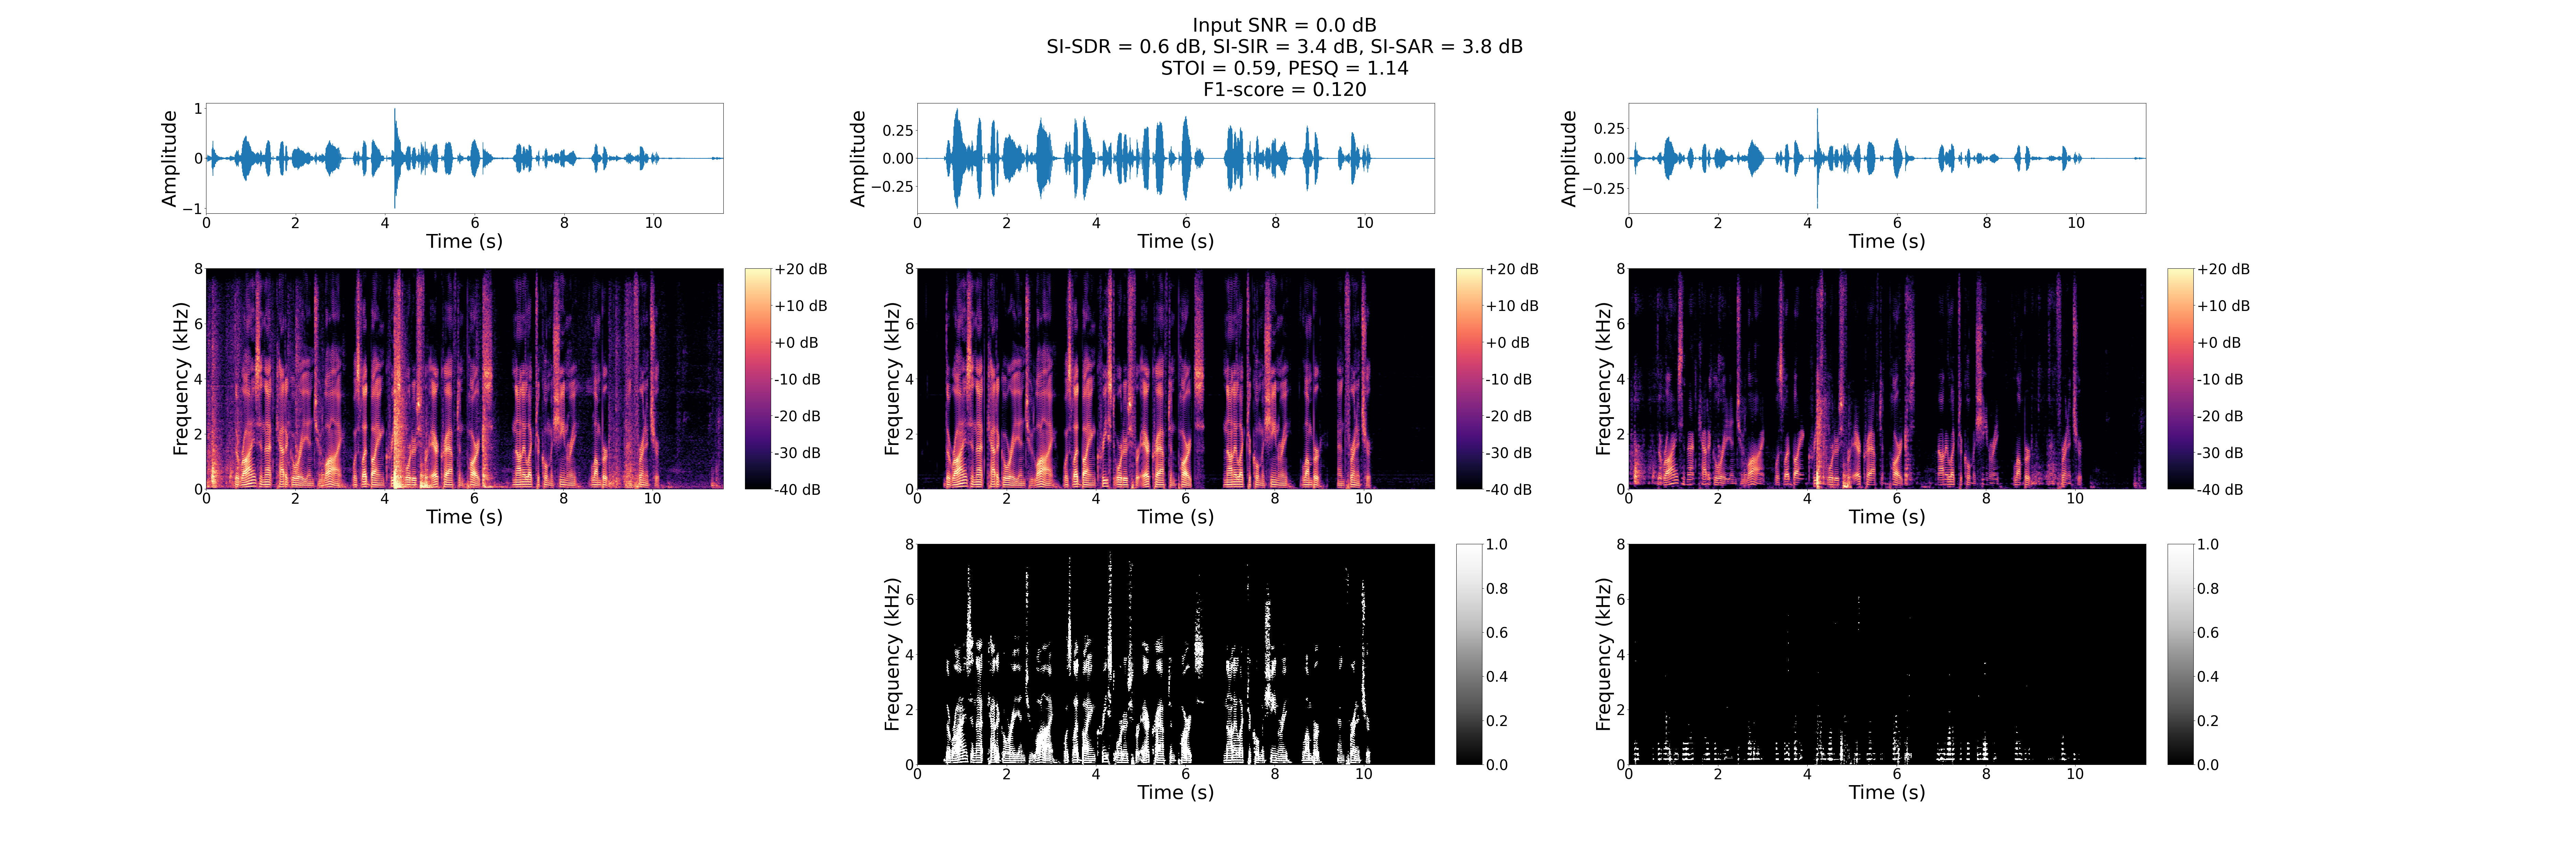 Input SNR = 0.0 dB
SI-SDR = 0.6 dB, SI-SIR = 3.4 dB, SI-SAR = 3.8 dB
STOI = 0.59, PESQ = 1.14
F1-score = 0.120
Amplitude
1
0
−1
0 2 4 6 8 10
Time (s)
Amplitude
0.25
0.00
−0.25
0 2 4 6 8 10
Time (s)
Amplitude
0.25
0.00
−0.25
0 2 4 6 8 10
Time (s)
Frequency (kHz)
8
6
4
2
0
0 2 4 6 8 10
Time (s)
+20 dB
+10 dB
+0 dB
-10 dB
-20 dB
-30 dB
-40 dB
Frequency (kHz)
8
6
4
2
0
0 2 4 6 8 10
Time (s)
+20 dB
+10 dB
+0 dB
-10 dB
-20 dB
-30 dB
-40 dB
Frequency (kHz)
8
6
4
2
0
0 2 4 6 8 10
Time (s)
+20 dB
+10 dB
+0 dB
-10 dB
-20 dB
-30 dB
-40 dB
Frequency (kHz)
8
6
4
2
0
0 2 4 6 8 10
Time (s)
1.0
0.8
0.6
0.4
0.2
0.0
Frequency (kHz)
8
6
4
2
0
0 2 4 6 8 10
Time (s)
1.0
0.8
0.6
0.4
0.2
0.0